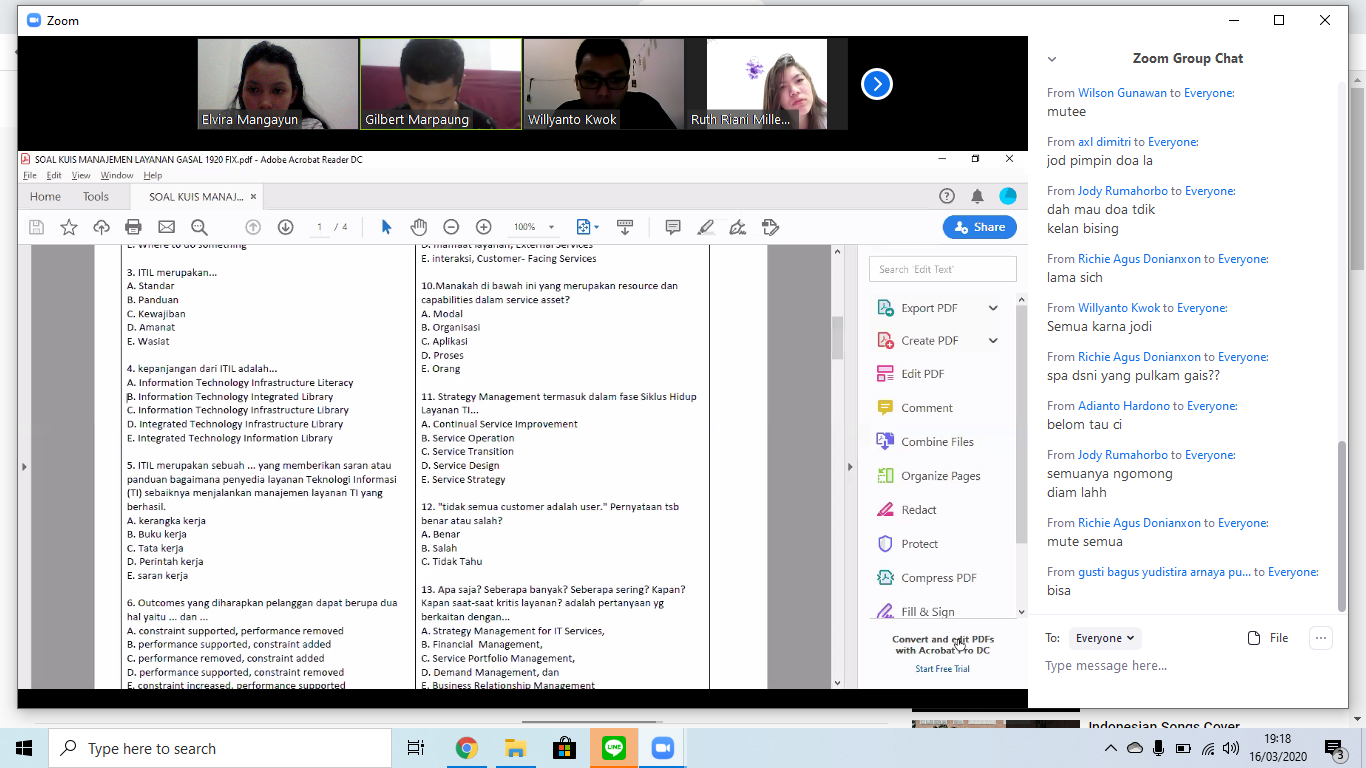 Zoom
Elvira Mangayun
Gilbert Marpaung
Willyanto Kwok
Ruth Riani Mille...
SOAL KUIS MANAJEMEN LAYANAN GASAL 1920 FIX.pdf - Adobe Acrobat Reader DC
File Edit View Window Help
Home Tools SOAL KUIS MANAJ... ×
1 / 4 100% Share
E. Where to do something
3. ITIL merupakan...
A. Standar
B. Panduan
C. Kewajiban
D. Amanat
E. Wasiat
4. kepanjangan dari ITIL adalah...
A. Information Technology Infrastructure Literacy
B. Information Technology Integrated Library
C. Information Technology Infrastructure Library
D. Integrated Technology Infrastructure Library
E. Integrated Technology Information Library
5. ITIL merupakan sebuah ... yang memberikan saran atau
panduan bagaimana penyedia layanan Teknologi Informasi
(TI) sebaiknya menjalankan manajemen layanan TI yang
berhasil.
A. kerangka kerja
B. Buku kerja
C. Tata kerja
D. Perintah kerja
E. saran kerja
6. Outcomes yang diharapkan pelanggan dapat berupa dua
hal yaitu ... dan ...
A. constraint supported, performance removed
B. performance supported, constraint added
C. performance removed, constraint added
D. performance supported, constraint removed
E. constraint increased, performance supported
D. manfaat layanan, External Services
E. interaksi, Customer- Facing Services
10.Manakah di bawah ini yang merupakan resource dan
capabilities dalam service asset?
A. Modal
B. Organisasi
C. Aplikasi
D. Proses
E. Orang
11. Strategy Management termasuk dalam fase Siklus Hidup
Layanan TI...
A. Continual Service Improvement
B. Service Operation
C. Service Transition
D. Service Design
E. Service Strategy
12. "tidak semua customer adalah user." Pernyataan tsb
benar atau salah?
A. Benar
B. Salah
C. Tidak Tahu
13. Apa saja? Seberapa banyak? Seberapa sering? Kapan?
Kapan saat-saat kritis layanan? adalah pertanyaan yg
berkaitan dengan...
A. Strategy Management for IT Services,
B. Financial Management,
C. Service Portfolio Management,
D. Demand Management, dan
E. Business Relationship Management
Search 'Edit Text'
Export PDF
Create PDF
Edit PDF
Comment
Combine Files
Organize Pages
Redact
Protect
Compress PDF
Fill & Sign
Convert and edit PDFs
with Acrobat Pro DC
Start Free Trial
Zoom Group Chat
From Wilson Gunawan to Everyone:
mutee
From axl dimitri to Everyone:
jod pimpin doa la
From Jody Rumahorbo to Everyone:
dah mau doa tdik
kelan bising
From Richie Agus Donianxon to Everyone:
lama sich
From Willyanto Kwok to Everyone:
Semua karna jodi
From Richie Agus Donianxon to Everyone:
spa dsni yang pulkam gais??
From Adianto Hardono to Everyone:
belom tau ci
From Jody Rumahorbo to Everyone:
semuanya ngomong
diam lahh
From Richie Agus Donianxon to Everyone:
mute semua
From gusti bagus yudistira arnaya pu... to Everyone:
bisa
To: Everyone File ...
Type message here...
Indonesian Songs Cover
Type here to search
LINE
19:18
16/03/2020
3